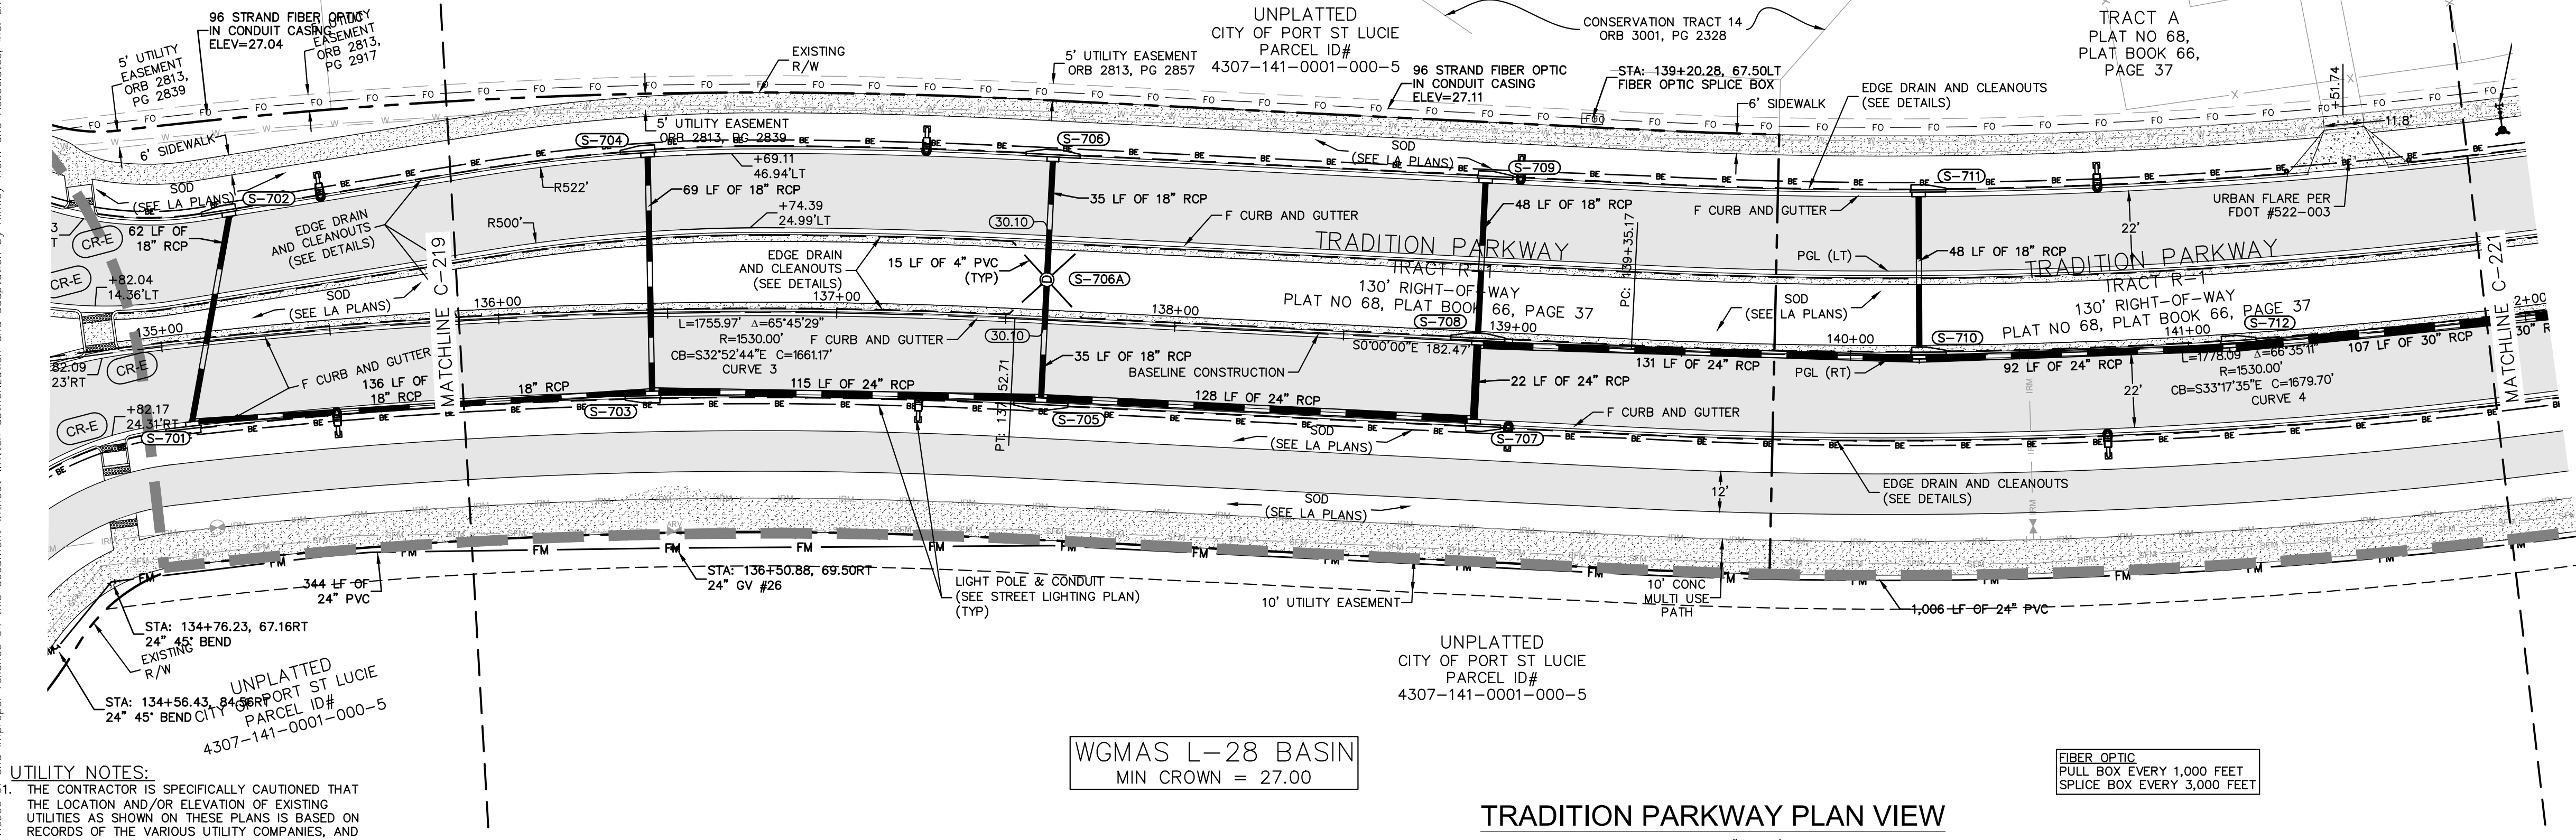 96 STRAND FIBER OPTIC
IN CONDUIT CASING
ELEV=27.04
5' UTILITY
EASEMENT
ORB 2813,
PG 2839
5' UTILITY
EASEMENT
ORB 2813,
PG 2917
EXISTING
R/W
5' UTILITY EASEMENT
ORB 2813, PG 2857
UNPLATTED
CITY OF PORT ST LUCIE
PARCEL ID#
4307-141-0001-000-5
CONSERVATION TRACT 14
ORB 3001, PG 2328
96 STRAND FIBER OPTIC
IN CONDUIT CASING
ELEV=27.11
STA: 139+20.28, 67.50LT
FIBER OPTIC SPLICE BOX
6' SIDEWALK
EDGE DRAIN AND CLEANOUTS
(SEE DETAILS)
TRACT A
PLAT NO 68,
PLAT BOOK 66,
PAGE 37
+51.74
11.8'
6' SIDEWALK
5' UTILITY EASEMENT
ORB 2813, PG 2839
S-702
S-704
S-706
S-709
S-711
SOD
(SEE LA PLANS)
R522'
+69.11
46.94'LT
SOD
(SEE LA PLANS)
62 LF OF
18" RCP
EDGE DRAIN
AND CLEANOUTS
(SEE DETAILS)
R500'
69 LF OF 18" RCP
+74.39
24.99'LT
35 LF OF 18" RCP
30.10
F CURB AND GUTTER
48 LF OF 18" RCP
F CURB AND GUTTER
URBAN FLARE PER
FDOT #522-003
22'
CR-E
CR-E
+82.04
14.36'LT
MATCHLINE C-219
EDGE DRAIN
AND CLEANOUTS
(SEE DETAILS)
15 LF OF 4" PVC
(TYP)
S-706A
TRADITION PARKWAY
TRACT R-1
130' RIGHT-OF-WAY
PLAT NO 68, PLAT BOOK 66, PAGE 37
PC: 139+35.17
PGL (LT)
48 LF OF 18" RCP
TRADITION PARKWAY
TRACT R-1
130' RIGHT-OF-WAY
PLAT NO 68, PLAT BOOK 66, PAGE 37
MATCHLINE C-221
SOD
(SEE LA PLANS)
SOD
(SEE LA PLANS)
135+00
136+00
137+00
138+00
139+00
140+00
141+00
2+00
L=1755.97' Δ=65°45'29"
R=1530.00'
CB=S32°52'44"E C=1661.17'
CURVE 3
F CURB AND GUTTER
30.10
S0°00'00"E 182.47'
S-708
S-710
S-712
CR-E
82.09
23'RT
F CURB AND GUTTER
35 LF OF 18" RCP
BASELINE CONSTRUCTION
131 LF OF 24" RCP
PGL (RT)
92 LF OF 24" RCP
107 LF OF 30" RCP
30" R
L=1778.09 Δ=66°35'11"
R=1530.00'
CB=S33°17'35"E C=1679.70'
CURVE 4
136 LF OF
18" RCP
18" RCP
115 LF OF 24" RCP
128 LF OF 24" RCP
22 LF OF 24" RCP
22'
CR-E
+82.17
24.31'RT
S-701
S-703
S-705
S-707
PT: 137+52.71
F CURB AND GUTTER
SOD
(SEE LA PLANS)
12'
EDGE DRAIN AND CLEANOUTS
(SEE DETAILS)
SOD
(SEE LA PLANS)
344 LF OF
24" PVC
STA: 136+50.88, 69.50RT
24" GV #26
LIGHT POLE & CONDUIT
(SEE STREET LIGHTING PLAN)
(TYP)
10' UTILITY EASEMENT
10' CONC
MULTI USE
PATH
1,006 LF OF 24" PVC
STA: 134+76.23, 67.16RT
24" 45° BEND
EXISTING
R/W
STA: 134+56.43, 84.56RT
24" 45° BEND
UNPLATTED
CITY OF PORT ST LUCIE
PARCEL ID#
4307-141-0001-000-5
UNPLATTED
CITY OF PORT ST LUCIE
PARCEL ID#
4307-141-0001-000-5
WGMAS L-28 BASIN
MIN CROWN = 27.00
FIBER OPTIC
PULL BOX EVERY 1,000 FEET
SPLICE BOX EVERY 3,000 FEET
UTILITY NOTES:
1. THE CONTRACTOR IS SPECIFICALLY CAUTIONED THAT
THE LOCATION AND/OR ELEVATION OF EXISTING
UTILITIES AS SHOWN ON THESE PLANS IS BASED ON
RECORDS OF THE VARIOUS UTILITY COMPANIES, AND
TRADITION PARKWAY PLAN VIEW